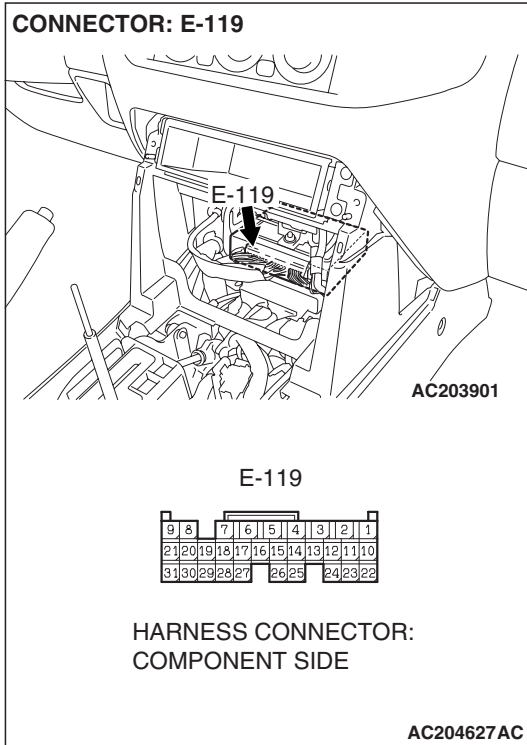 CONNECTOR: E-119
E-119
AC203901
E-119
9 8 7 6 5 4 3 2 1
21 20 19 18 17 16 15 14 13 12 11 10
31 30 29 28 27 26 25 24 23 22
HARNESS CONNECTOR:
COMPONENT SIDE
AC204627AC